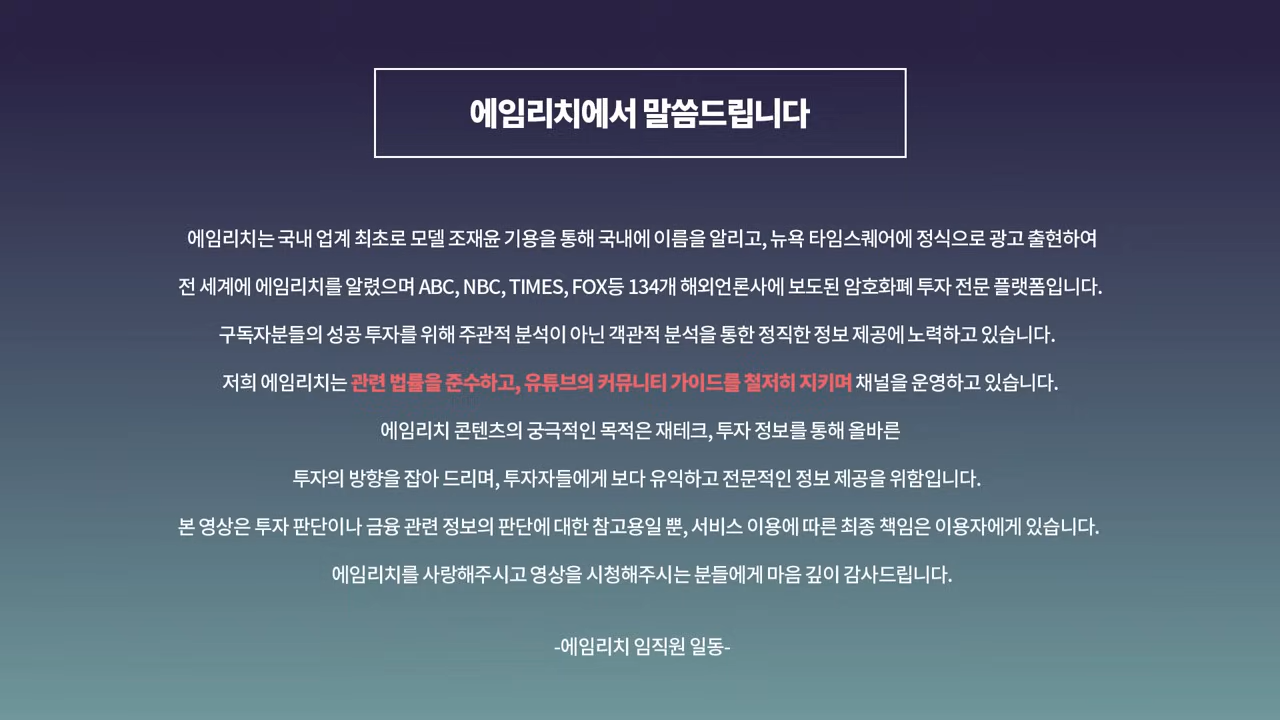 에임리치에서 말씀드립니다
에임리치는 국내 업계 최초로 모델 조재윤 기용을 통해 국내에 이름을 알리고, 뉴욕 타임스퀘어에 정식으로 광고 출현하여
전 세계에 에임리치를 알렸으며 ABC, NBC, TIMES, FOX등 134개 해외언론사에 보도된 암호화폐 투자 전문 플랫폼입니다.
구독자분들의 성공 투자를 위해 주관적 분석이 아닌 객관적 분석을 통한 정직한 정보 제공에 노력하고 있습니다.
저희 에임리치는 관련 법률을 준수하고, 유튜브의 커뮤니티 가이드를 철저히 지키며 채널을 운영하고 있습니다.
에임리치 콘텐츠의 궁극적인 목적은 재테크, 투자 정보를 통해 올바른
투자의 방향을 잡아 드리며, 투자자들에게 보다 유익하고 전문적인 정보 제공을 위함입니다.
본 영상은 투자 판단이나 금융 관련 정보의 판단에 대한 참고용일 뿐, 서비스 이용에 따른 최종 책임은 이용자에게 있습니다.
에임리치를 사랑해주시고 영상을 시청해주시는 분들에게 마음 깊이 감사드립니다.
-에임리치 임직원 일동-